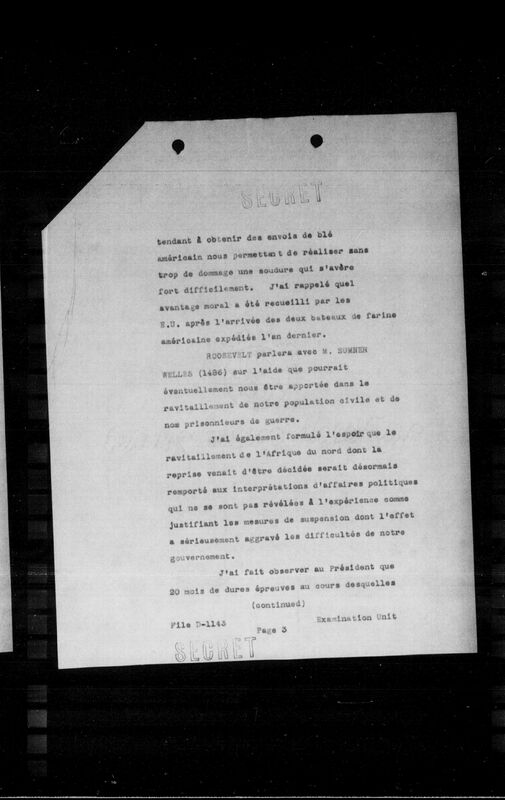 SECRET
tendant à obtenir des envois de blé
américain nous permettant de réaliser sans
trop de dommage une soudure qui s'avère
fort difficilement. J'ai rappelé quel
avantage moral a été recueilli par les
E.U. après l'arrivée des deux bateaux de farine
américaine expédiés l'an dernier.
ROOSEVELT parlera avec M. SUMNER
WELLES (1486) sur l'aide que pourrait
éventuellement nous être apportée dans le
ravitaillement de notre population civile et de
nos prisonniers de guerre.
J'ai également formulé l'espoir que le
ravitaillement de l'Afrique du nord dont la
reprise venait d'être décidée serait désormais
remporté aux interprétations d'affaires politiques
qui ne se sont pas révélées à l'expérience comme
justifiant les mesures de suspension dont l'effet
a sérieusement aggravé les difficultés de notre
gouvernement.
J'ai fait observer au Président que
20 mois de dures épreuves au cours desquelles
(continued)
File D-1143
Page 3
Examination Unit
SECRET